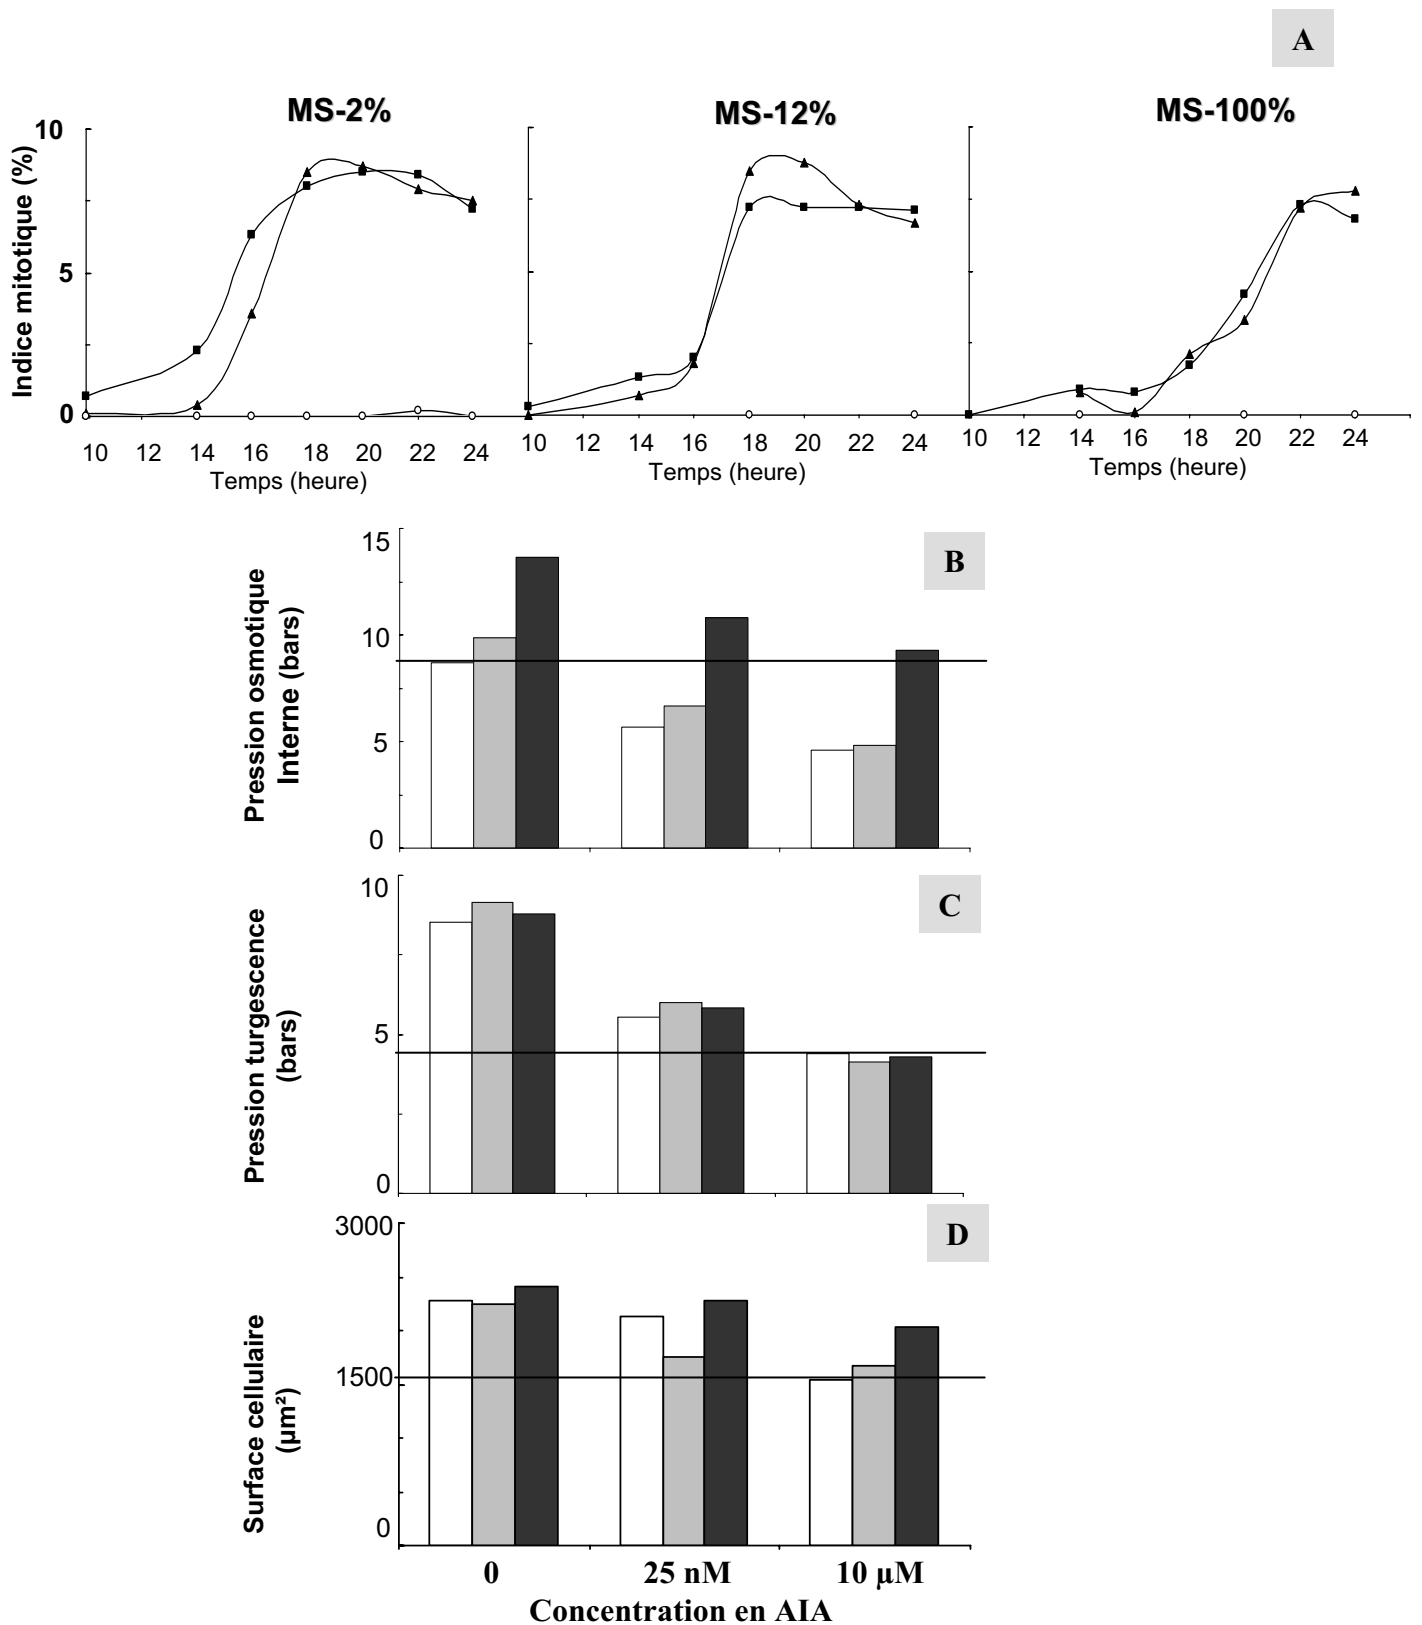 A
MS-2%
MS-12%
MS-100%
Indice mitotique (%)
10
5
0
10 12 14 16 18 20 22 24
Temps (heure)
10 12 14 16 18 20 22 24
Temps (heure)
10 12 14 16 18 20 22 24
Temps (heure)
B
Pression osmotique
Interne (bars)
15
10
5
0
C
Pression turgescence
(bars)
10
5
0
D
Surface cellulaire
(µm²)
3000
1500
0
0 25 nM 10 µM
Concentration en AIA